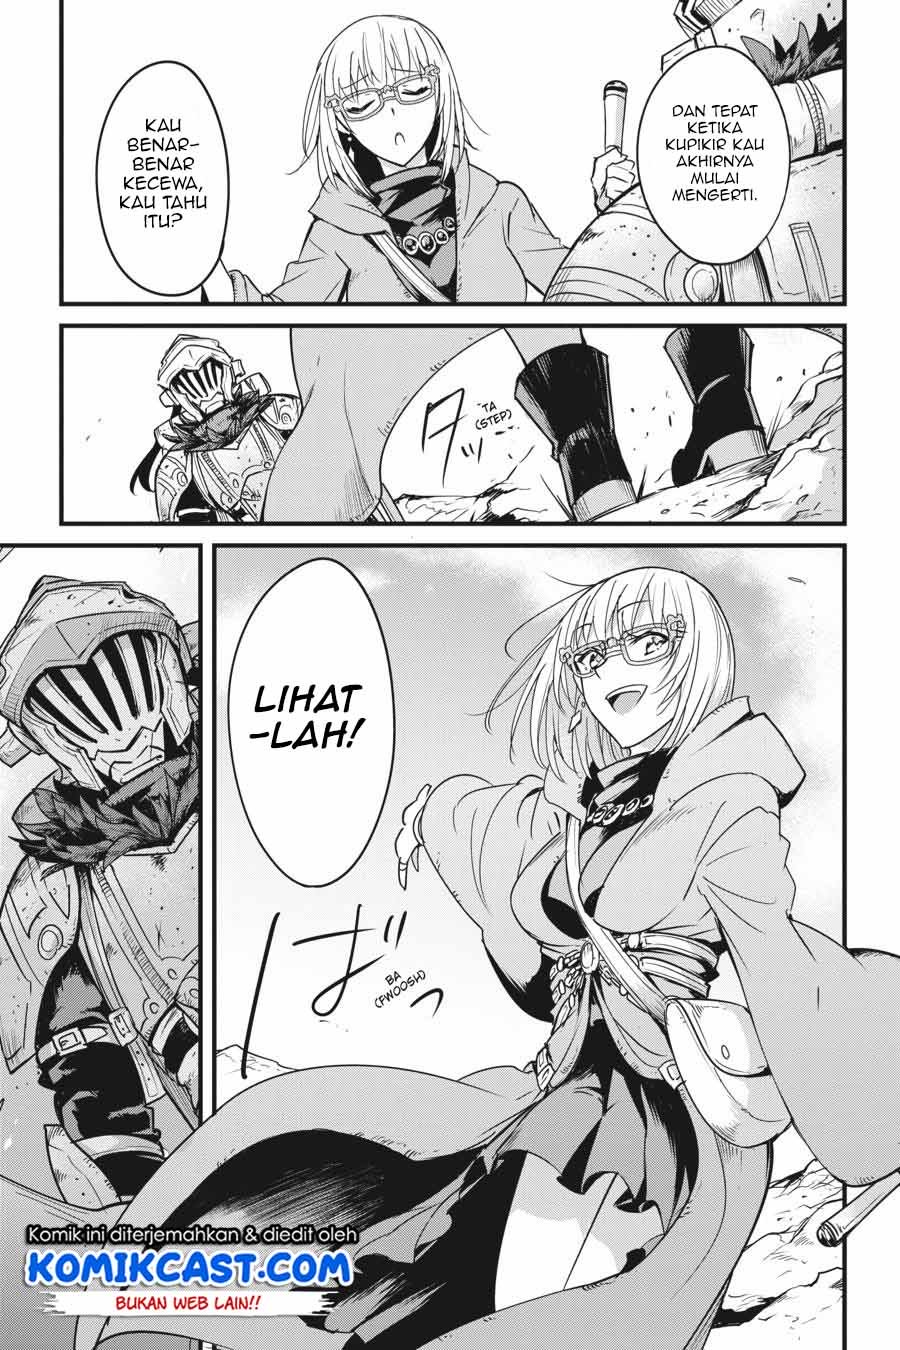 DAN TEPAT
KETIKA
KUPIKIR KAU
AKHIRNYA
MULAI
MENGERTI.
KAU
BENAR-
BENAR
KECEWA,
KAU TAHU
ITU?
タッ
TA
(STEP)
LIHAT
-LAH!
ばっ
BA
(FWOOSH)
Komik ini diterjemahkan & diedit oleh
KOMIKCAST.COM
BUKAN WEB LAIN!!